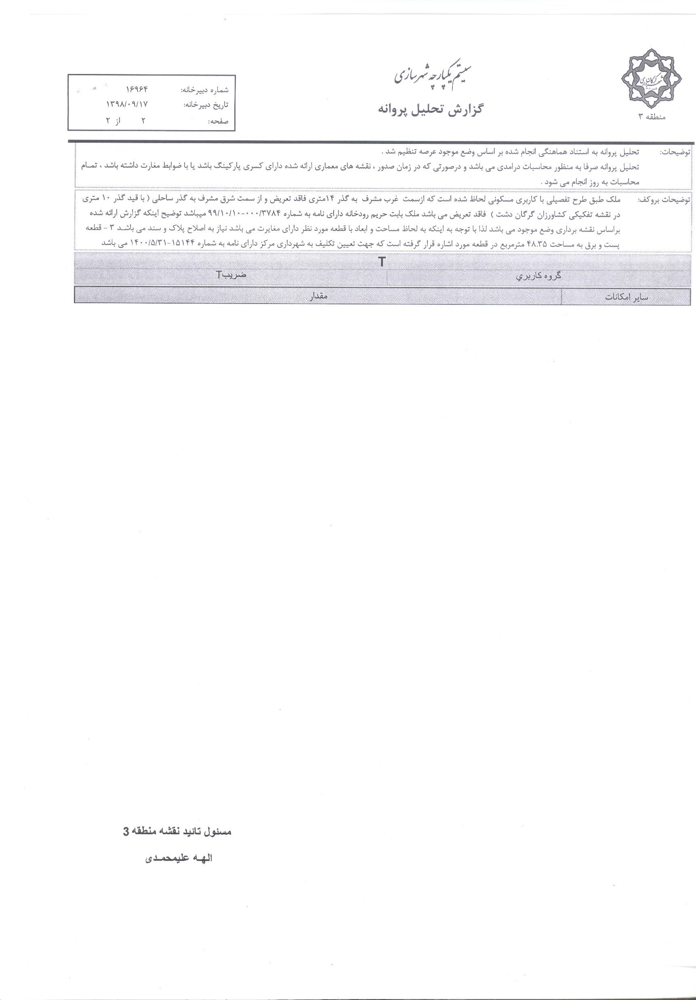 شهرداری گرگان
منطقه ۳
سیستم یکپارچه شهرسازی
گزارش تحلیل پروانه
شماره دبیرخانه: ۱۶۹۶۴
تاریخ دبیرخانه: ۱۳۹۸/۰۹/۱۷
صفحه: ۲ از ۲
توضیحات: تحلیل پروانه به استناد هماهنگی انجام شده بر اساس وضع موجود عرصه تنظیم شد .
تحلیل پروانه صرفا به منظور محاسبات درامدی می باشد و درصورتی که در زمان صدور ، نقشه های معماری ارائه شده دارای کسری پارکینگ باشد یا با ضوابط مغارت داشته باشد ، تمام
محاسبات به روز انجام می شود .
توضیحات بروکف: ملک طبق طرح تفصیلی با کاربری مسکونی لحاظ شده است که ازسمت غرب مشرف به گذر ۱۴متری فاقد تعریض و از سمت شرق مشرف به گذر ساحلی ( با قید گذر ۱۰ متری
در نقشه تفکیکی کشاورزان گرگان دشت ) فاقد تعریض می باشد ملک بابت حریم رودخانه دارای نامه به شماره ۹۹/۱۰/۱۰-۰۰۰/۳۷۸۴ میباشد توضیح اینکه گزارش ارائه شده
براساس نقشه برداری وضع موجود می باشد لذا با توجه به اینکه به لحاظ مساحت و ابعاد با قطعه مورد نظر دارای مغایرت می باشد نیاز به اصلاح پلاک و سند می باشد ۳ - قطعه
پست و برق به مساحت ۴۸.۳۵ مترمربع در قطعه مورد اشاره قرار گرفته است که جهت تعیین تکلیف به شهرداری مرکز دارای نامه به شماره ۱۵۱۴۴-۱۴۰۰/۵/۳۱ می باشد
T
گروه کاربري ضریبT
سایر امکانات مقدار
مسئول تائید نقشه منطقه 3
الهه علیمحمدی